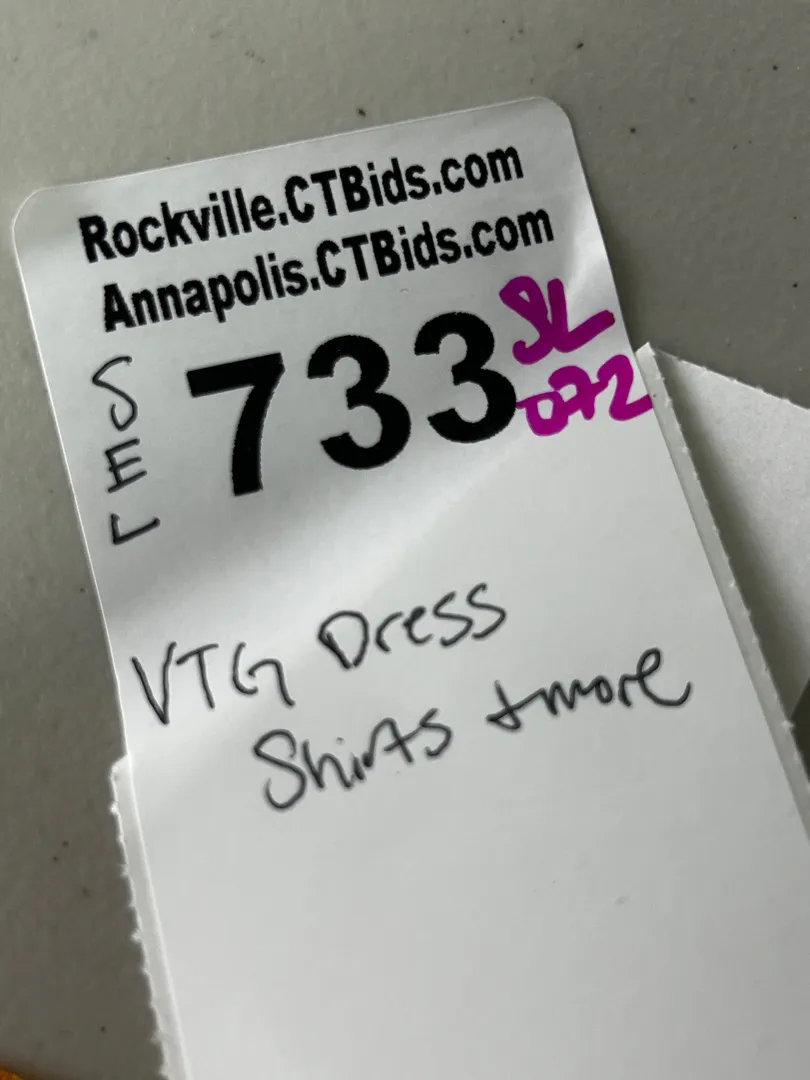 Rockville.CTBids.com
Annapolis.CTBids.com
SEL
733
SL
072
VTG Dress
Shirts + more